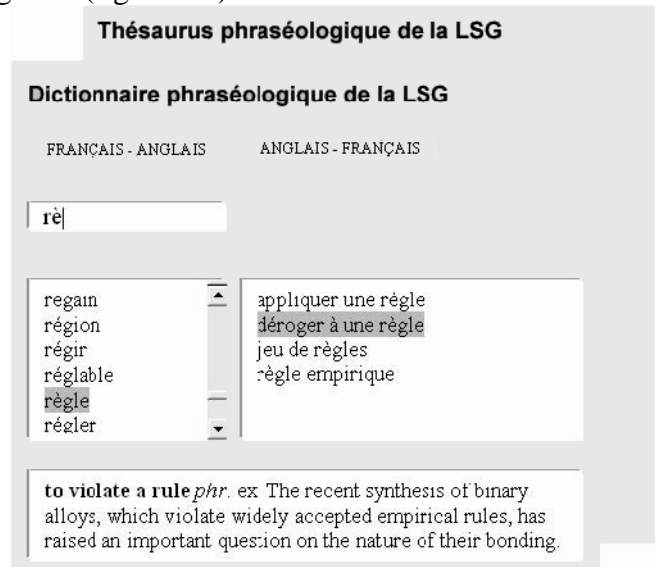 Thésaurus phraséologique de la LSG
Dictionnaire phraséologique de la LSG
FRANÇAIS - ANGLAIS ANGLAIS - FRANÇAIS
rè
regain
région
régir
réglable
règle
régler
appliquer une règle
déroger à une règle
jeu de règles
règle empirique
to violate a rule phr. ex The recent synthesis of binary
alloys, which violate widely accepted empirical rules, has
raised an important question on the nature of their bonding.